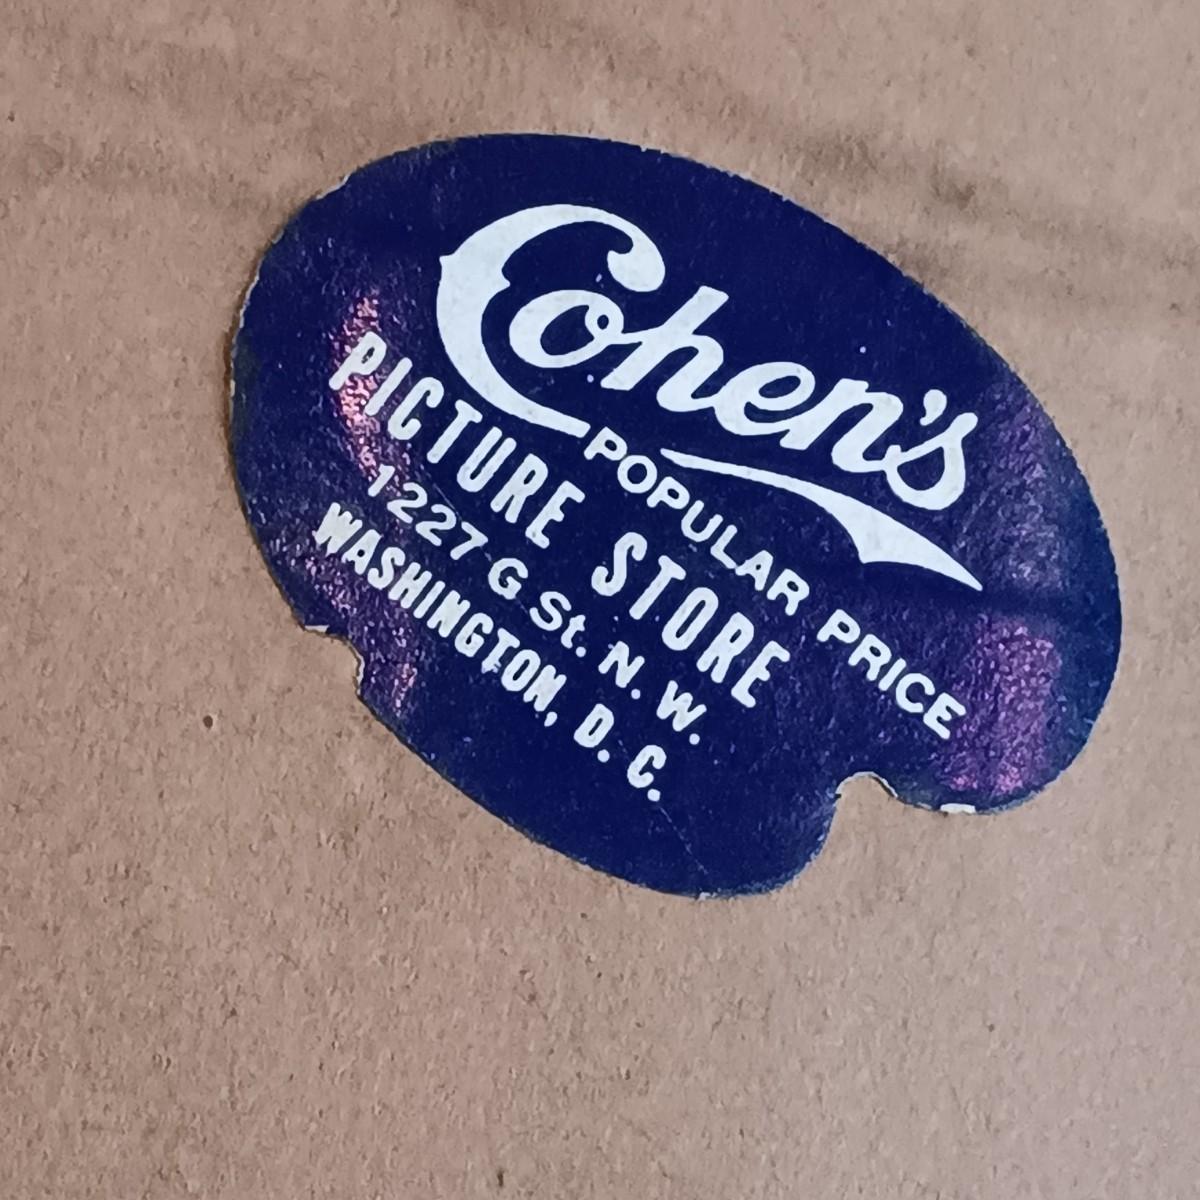 Cohen's
POPULAR PRICE
PICTURE STORE
1227 G St. N. W.
WASHINGTON, D. C.